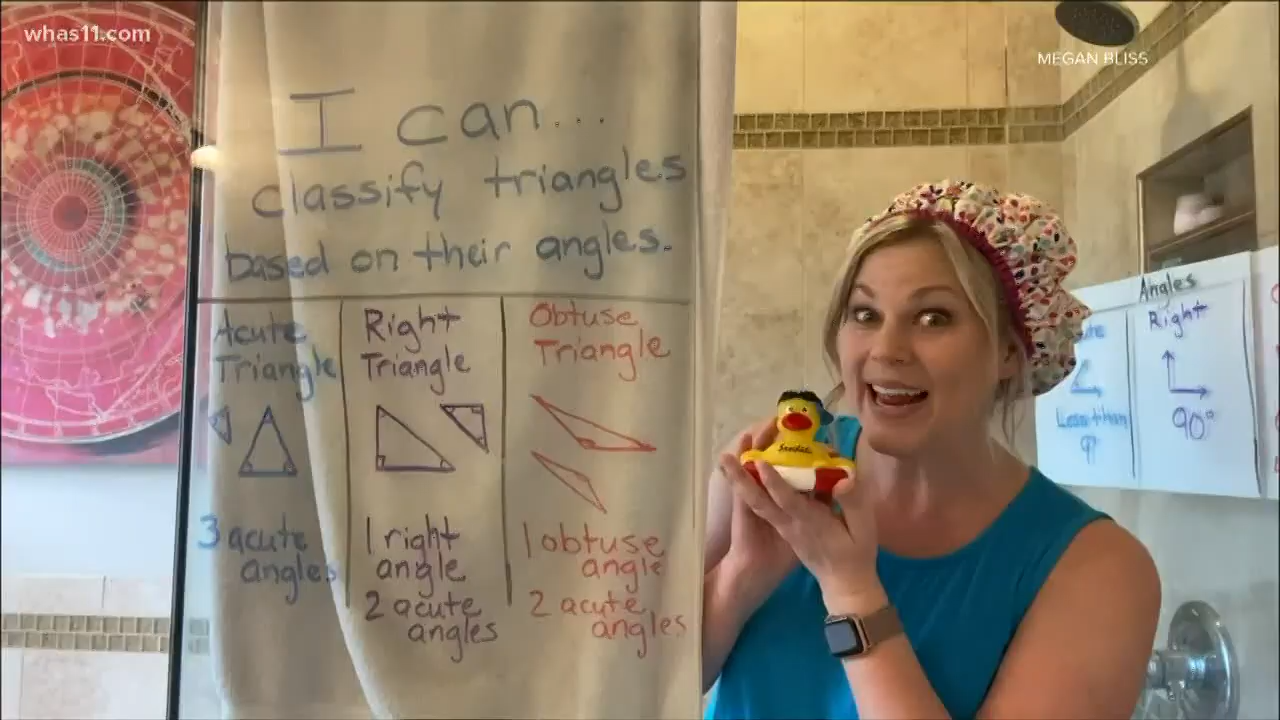 whas11.com
MEGAN BLISS
I can...
classify triangles
based on their angles.
Acute
Triangle
3 acute
angles
Right
Triangle
1 right
angle
2 acute
angles
Obtuse
Triangle
1 obtuse
angle
2 acute
angles
Angles
Less than
Right
90°